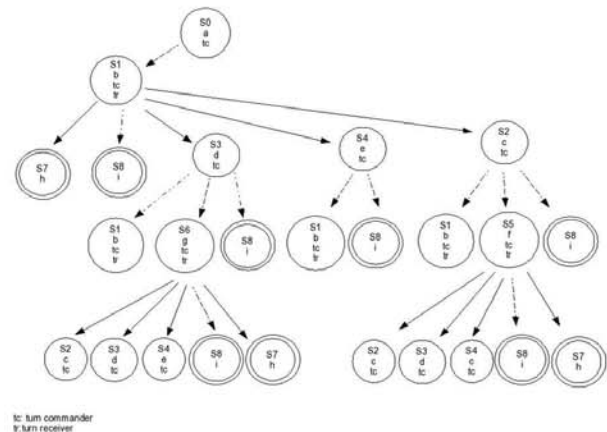 S0
a
tc
S1
b
tc
tr
S7
h
S8
i
S3
d
tc
S4
e
tc
S2
c
tc
S1
b
tc
tr
S6
g
tc
tr
S8
i
S1
b
tc
tr
S8
i
S1
b
tc
tr
S5
f
tc
tr
S8
i
S2
c
tc
S3
d
tc
S4
e
tc
S8
i
S7
h
S2
c
tc
S3
d
tc
S4
c
tc
S8
i
S7
h
tc: turn commander
tr:turn receiver